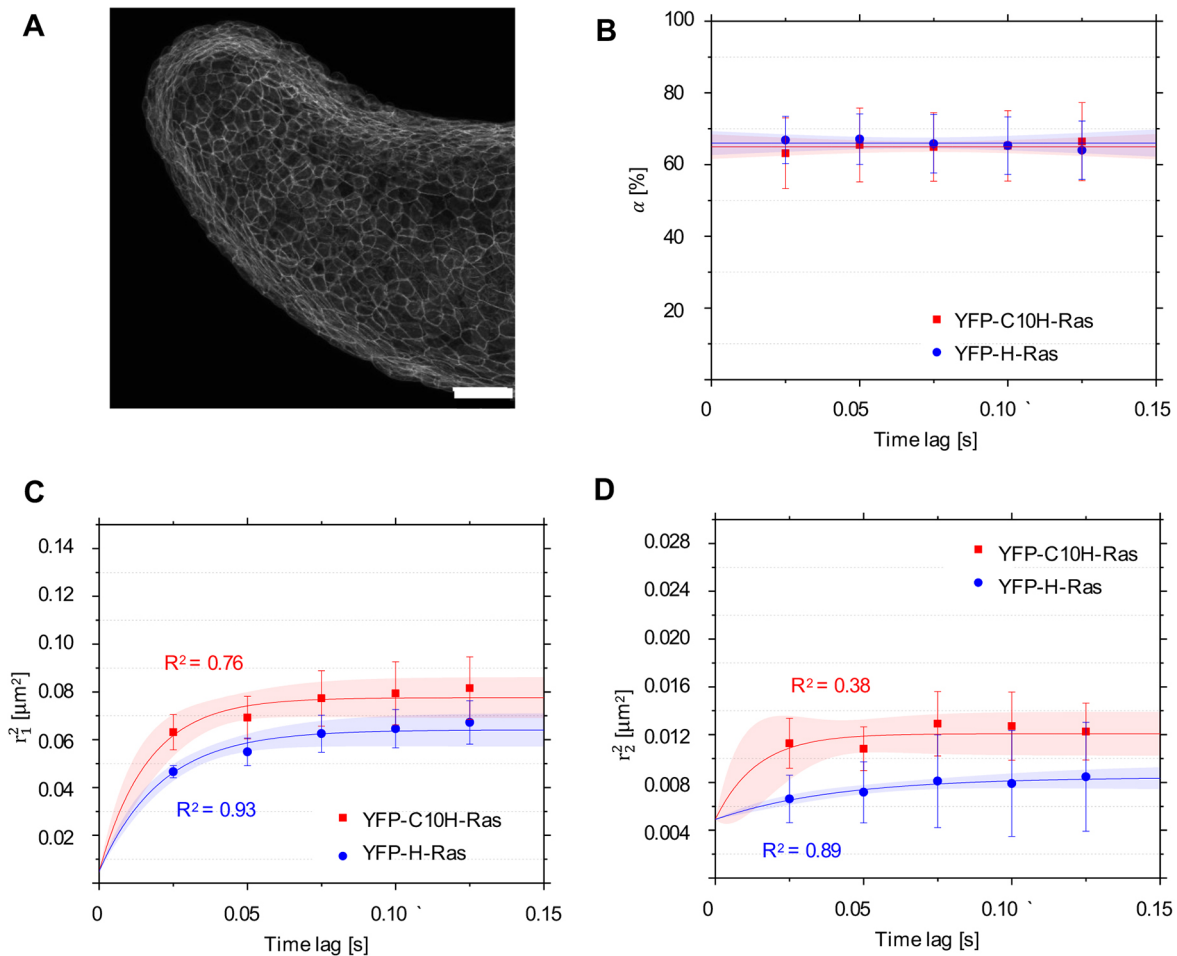 A
B
100
80
60
40
20
α [%]
YFP-C10H-Ras
YFP-H-Ras
0 0.05 0.10 ` 0.15
Time lag [s]
C
0.14
0.12
0.10
0.08
0.06
0.04
0.02
r₁² [μm²]
R² = 0.76
R² = 0.93
YFP-C10H-Ras
YFP-H-Ras
0 0.05 0.10 ` 0.15
Time lag [s]
D
0.028
0.024
0.020
0.016
0.012
0.008
0.004
r₂² [μm²]
YFP-C10H-Ras
YFP-H-Ras
R² = 0.38
R² = 0.89
0 0.05 0.10 ` 0.15
Time lag [s]